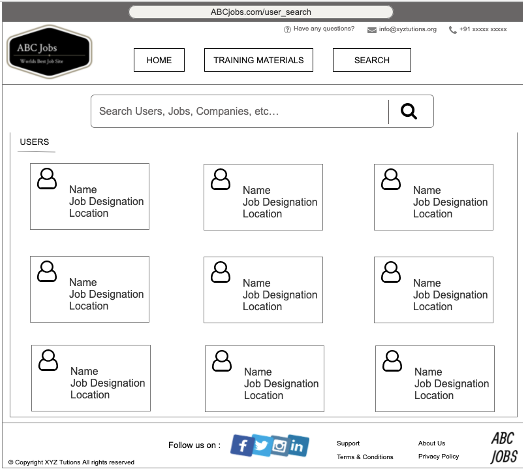 ABCjobs.com/user_search
Have any questions? info@xyztutions.org +91 xxxxx xxxxx
ABC Jobs
Worlds Best Job Site
HOME TRAINING MATERIALS SEARCH
Search Users, Jobs, Companies, etc...
USERS
Name
Job Designation
Location
Name
Job Designation
Location
Name
Job Designation
Location
Name
Job Designation
Location
Name
Job Designation
Location
Name
Job Designation
Location
Name
Job Designation
Location
Name
Job Designation
Location
Name
Job Designation
Location
© Copyright XYZ Tutions All rights reserved
Follow us on :
Support
Terms & Conditions
About Us
Privacy Policy
ABC
JOBS